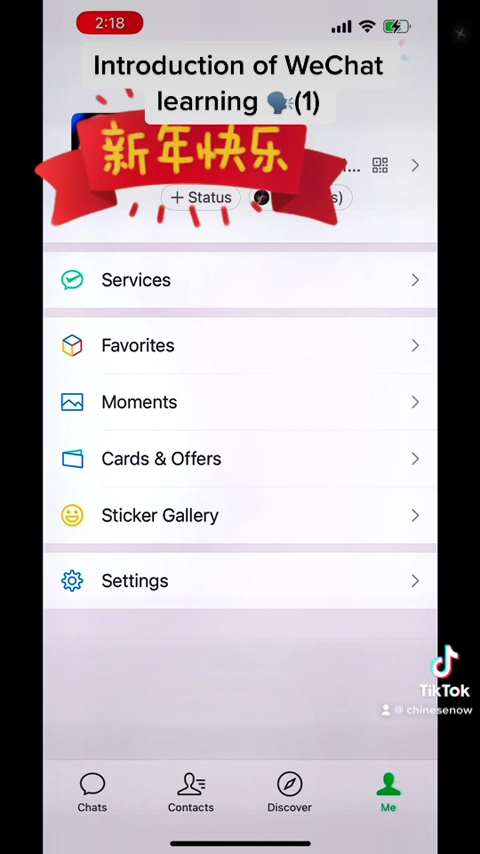 2:18
Introduction of WeChat
learning 🗣(1)
新年快乐
...
+ Status
s)
Services
Favorites
Moments
Cards & Offers
Sticker Gallery
Settings
TikTok
@ chinesenow
Chats
Contacts
Discover
Me